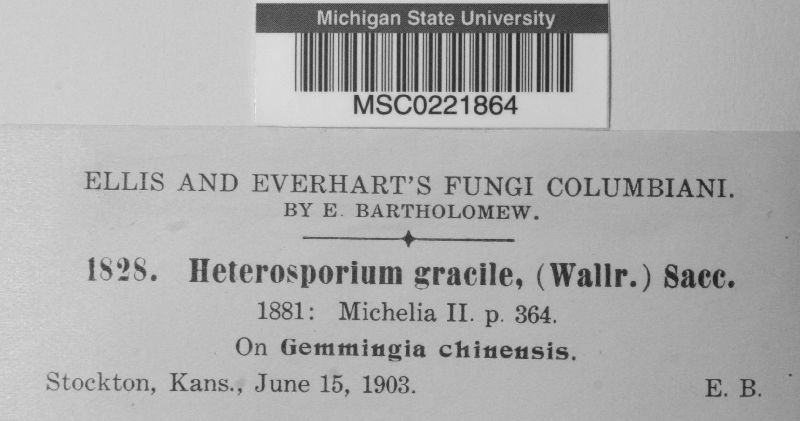 Michigan State University
MSC0221864
ELLIS AND EVERHART'S FUNGI COLUMBIANI.
BY E. BARTHOLOMEW.
1828. Heterosporium gracile, (Wallr.) Sacc.
1881: Michelia II. p. 364.
On Gemmingia chinensis.
Stockton, Kans., June 15, 1903. E. B.